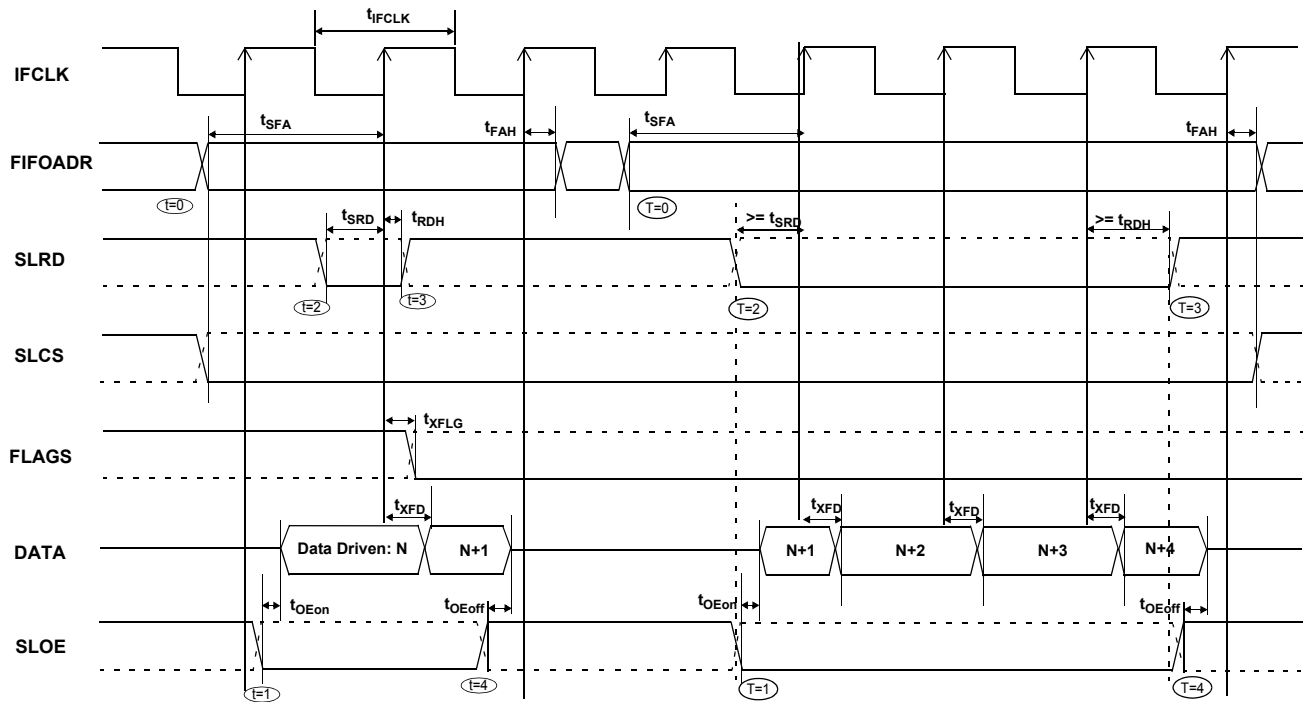 tIFCLK
IFCLK
tSFA
tFAH
tSFA
tFAH
FIFOADR
t=0
T=0
tSRD
tRDH
>= tSRD
>= tRDH
SLRD
t=2
t=3
T=2
T=3
SLCS
tXFLG
FLAGS
tXFD
tXFD
tXFD
tXFD
DATA
Data Driven: N
N+1
N+1
N+2
N+3
N+4
tOEon
tOEoff
tOEon
tOEoff
SLOE
t=1
t=4
T=1
T=4